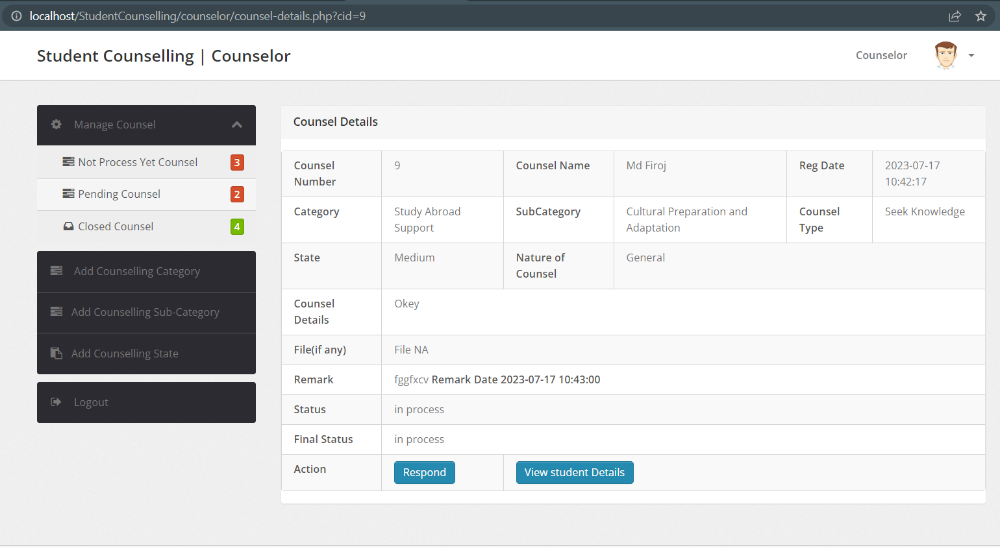 localhost/StudentCounselling/counselor/counsel-details.php?cid=9
Student Counselling | Counselor
Counselor
Manage Counsel
Not Process Yet Counsel 3
Pending Counsel 2
Closed Counsel 4
Add Counselling Category
Add Counselling Sub-Category
Add Counselling State
Logout
Counsel Details
Counsel
Number
9
Counsel Name
Md Firoj
Reg Date
2023-07-17
10:42:17
Category
Study Abroad
Support
SubCategory
Cultural Preparation and
Adaptation
Counsel
Type
Seek Knowledge
State
Medium
Nature of
Counsel
General
Counsel
Details
Okey
File(if any)
File NA
Remark
fggfxcv Remark Date 2023-07-17 10:43:00
Status
in process
Final Status
in process
Action
Respond
View student Details